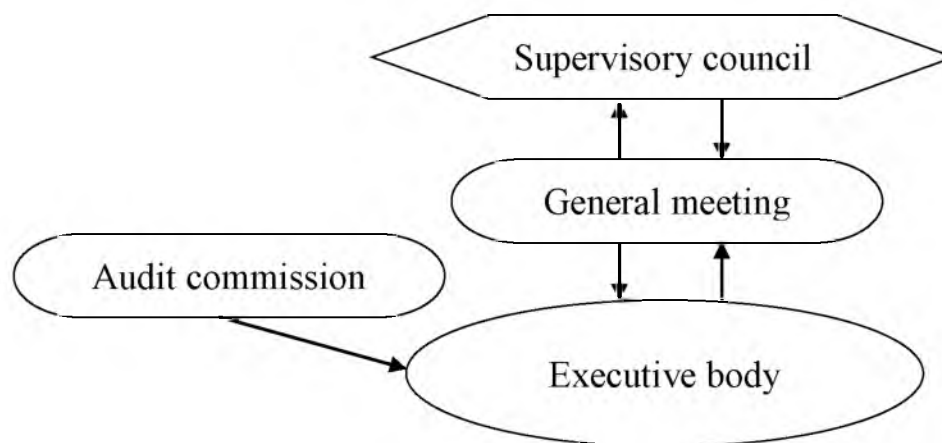 Supervisory council
General meeting
Audit commission
Executive body